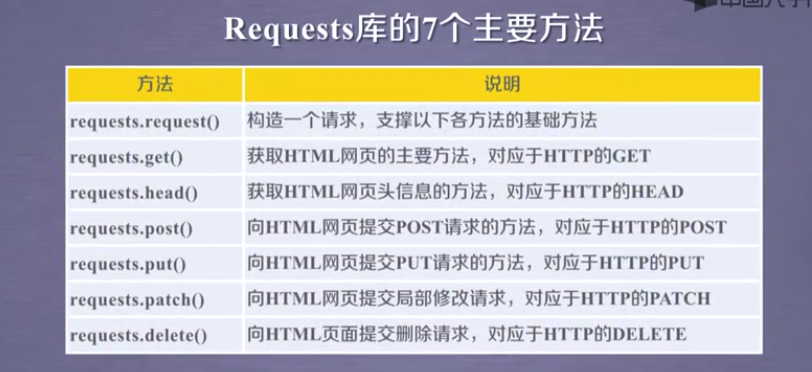 中国大学
Requests库的7个主要方法
方法 说明
requests.request() 构造一个请求，支撑以下各方法的基础方法
requests.get() 获取HTML网页的主要方法，对应于HTTP的GET
requests.head() 获取HTML网页头信息的方法，对应于HTTP的HEAD
requests.post() 向HTML网页提交POST请求的方法，对应于HTTP的POST
requests.put() 向HTML网页提交PUT请求的方法，对应于HTTP的PUT
requests.patch() 向HTML网页提交局部修改请求，对应于HTTP的PATCH
requests.delete() 向HTML页面提交删除请求，对应于HTTP的DELETE